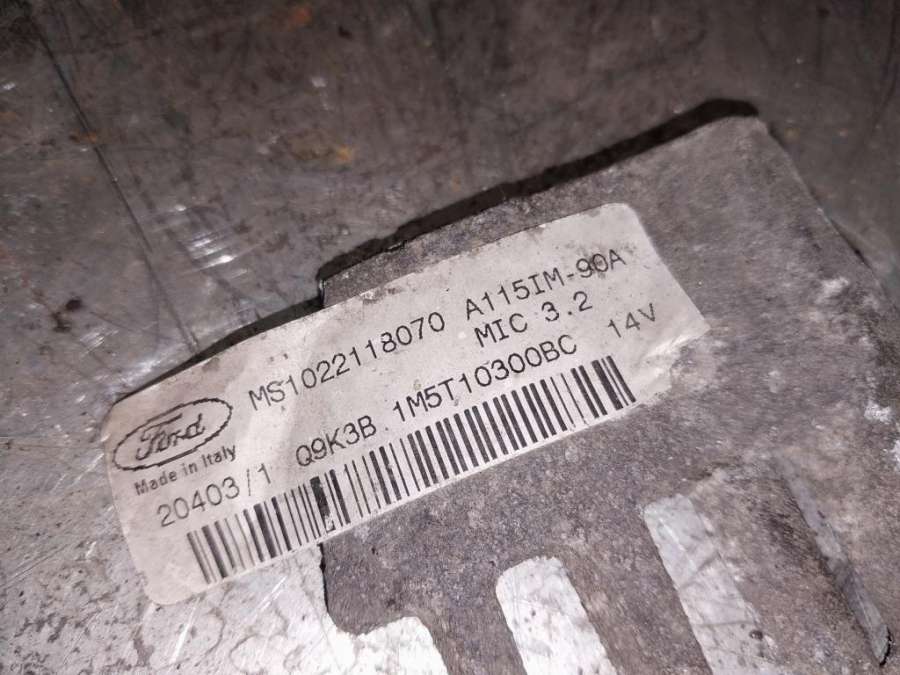 MS1022118070 A115IM-90A
MIC 3.2
Ford
Made in Italy
Q9K3B 1M5T10300BC 14V
20403/1